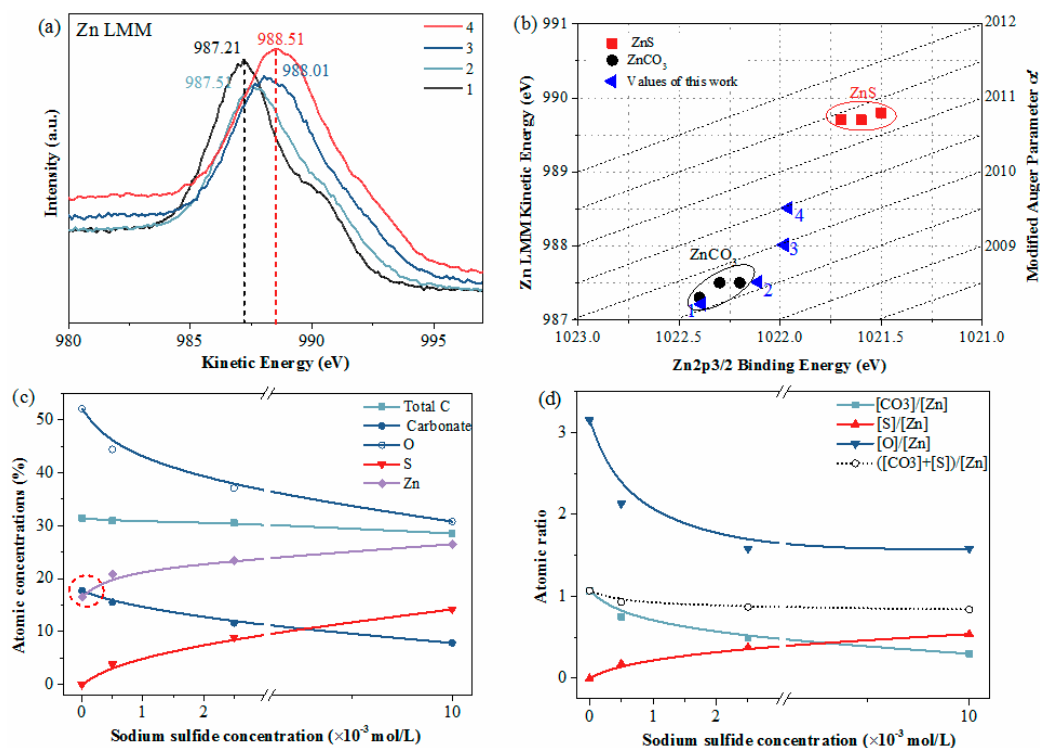 (a)
Zn LMM
987.21
988.51
987.51
988.01
4
3
2
1
Intensity (a.u.)
980
985
990
995
Kinetic Energy (eV)
(b)
991
990
989
988
987
Zn LMM Kinetic Energy (eV)
ZnS
ZnCO3
Values of this work
ZnS
ZnCO3
1
2
3
4
2012
2011
2010
2009
Modified Auger Parameter α'
1023.0
1022.5
1022.0
1021.5
1021.0
Zn2p3/2 Binding Energy (eV)
(c)
50
40
30
20
10
0
Atomic concentrations (%)
Total C
Carbonate
O
S
Zn
0
1
2
10
Sodium sulfide concentration (×10⁻³ mol/L)
(d)
3
2
1
0
Atomic ratio
[CO3]/[Zn]
[S]/[Zn]
[O]/[Zn]
([CO3]+[S])/[Zn]
0
1
2
10
Sodium sulfide concentration (×10⁻³ mol/L)